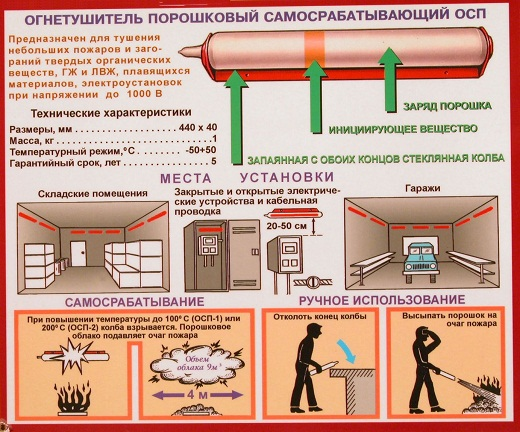 ОГНЕТУШИТЕЛЬ ПОРОШКОВЫЙ САМОСРАБАТЫВАЮЩИЙ ОСП
Предназначен для тушения
небольших пожаров и заго-
раний твердых органических
веществ, ГЖ и ЛВЖ, плавящихся
материалов, электроустановок
при напряжении до 1000 В
Технические характеристики
Размеры, мм . . . . . . . . . . . . . . . 440 х 40
Масса, кг . . . . . . . . . . . . . . . . . . . . . 1
Температурный режим,°С . . . . . . -50+50
Гарантийный срок, лет . . . . . . . . . . . . 5
ЗАРЯД ПОРОШКА
ИНИЦИИРУЮЩЕЕ ВЕЩЕСТВО
ЗАПАЯННАЯ С ОБОИХ КОНЦОВ СТЕКЛЯННАЯ КОЛБА
МЕСТА УСТАНОВКИ
Складские помещения
Закрытые и открытые электриче-
ские устройства и кабельная
проводка
20-50 см
Гаражи
САМОСРАБАТЫВАНИЕ
При повышении температуры до 100°С (ОСП-1) или
200°С (ОСП-2) колба взрывается. Порошковое
облако подавляет очаг пожара
Объем
облака 9м³
4 м
РУЧНОЕ ИСПОЛЬЗОВАНИЕ
Отколоть конец колбы
Высыпать порошок на
очаг пожара